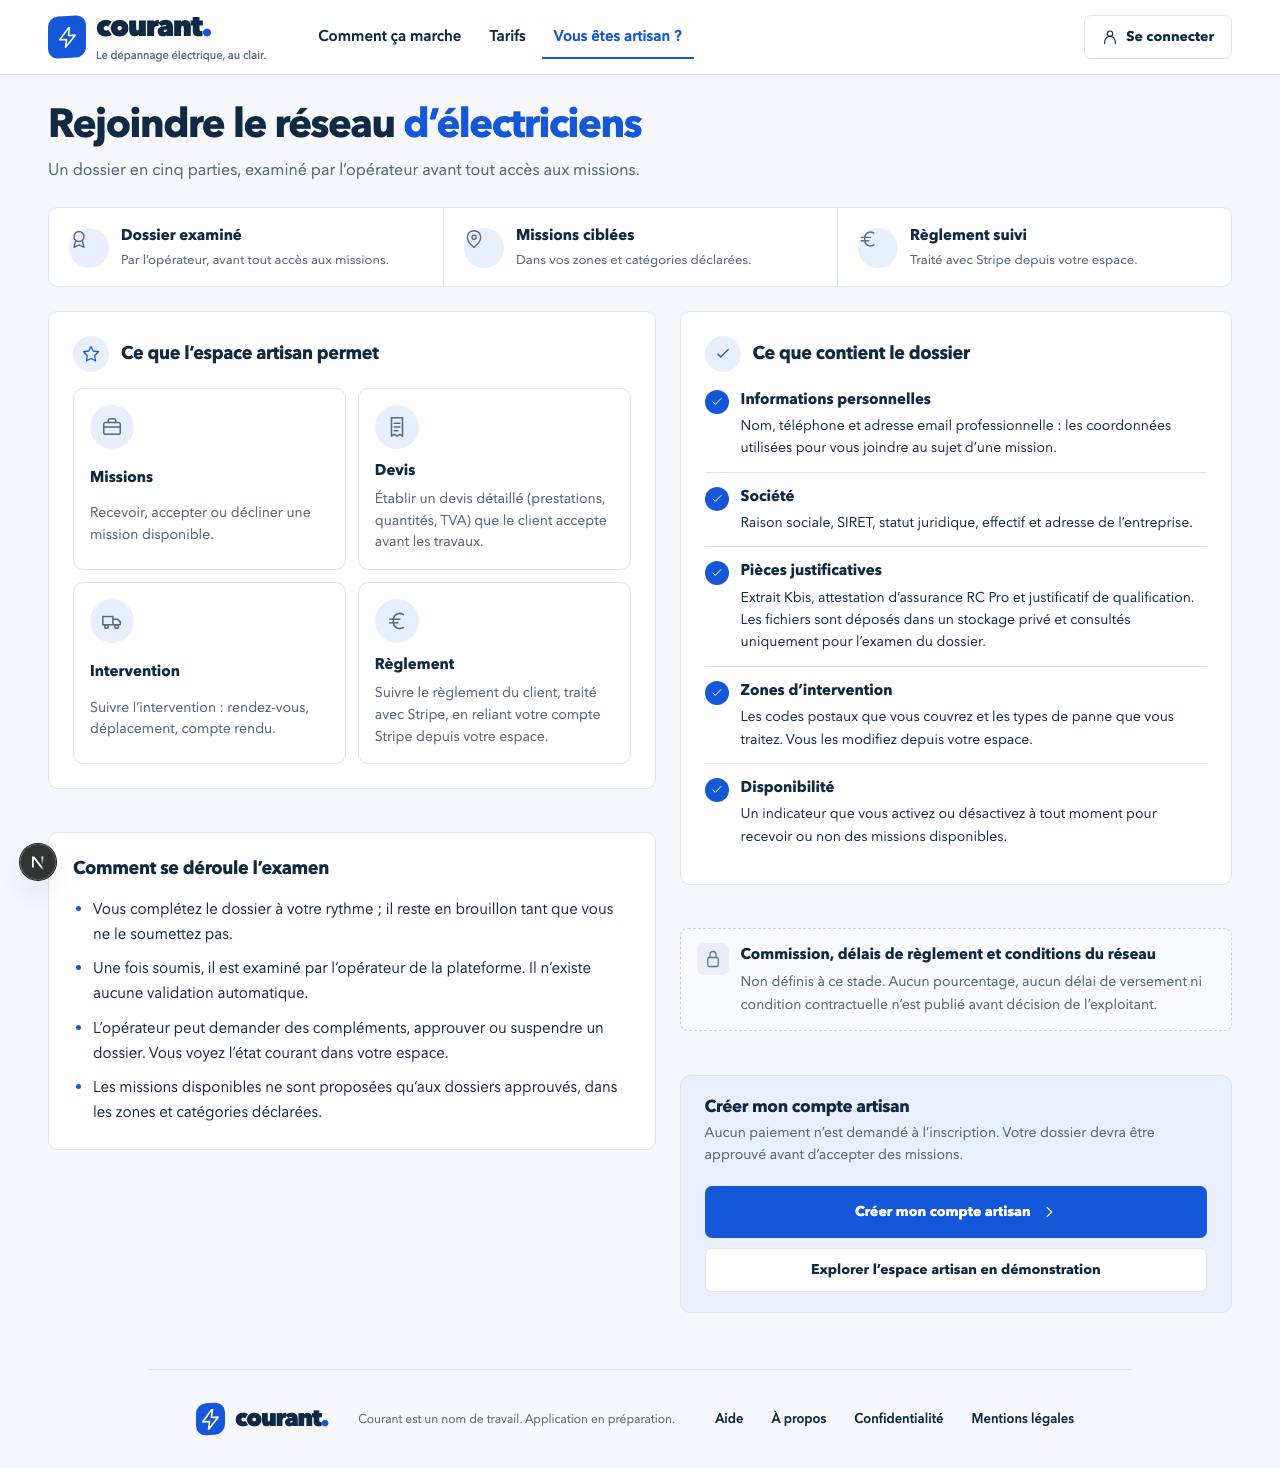 courant.
Le dépannage électrique, au clair.
Comment ça marche
Tarifs
Vous êtes artisan ?
Se connecter
Rejoindre le réseau d’électriciens
Un dossier en cinq parties, examiné par l’opérateur avant tout accès aux missions.
Dossier examiné
Par l’opérateur, avant tout accès aux missions.
Missions ciblées
Dans vos zones et catégories déclarées.
Règlement suivi
Traité avec Stripe depuis votre espace.
Ce que l’espace artisan permet
Missions
Recevoir, accepter ou décliner une
mission disponible.
Devis
Établir un devis détaillé (prestations,
quantités, TVA) que le client accepte
avant les travaux.
Intervention
Suivre l’intervention : rendez-vous,
déplacement, compte rendu.
Règlement
Suivre le règlement du client, traité
avec Stripe, en reliant votre compte
Stripe depuis votre espace.
Comment se déroule l’examen
Vous complétez le dossier à votre rythme ; il reste en brouillon tant que vous
ne le soumettez pas.
Une fois soumis, il est examiné par l’opérateur de la plateforme. Il n’existe
aucune validation automatique.
L’opérateur peut demander des compléments, approuver ou suspendre un
dossier. Vous voyez l’état courant dans votre espace.
Les missions disponibles ne sont proposées qu’aux dossiers approuvés, dans
les zones et catégories déclarées.
Ce que contient le dossier
Informations personnelles
Nom, téléphone et adresse email professionnelle : les coordonnées
utilisées pour vous joindre au sujet d’une mission.
Société
Raison sociale, SIRET, statut juridique, effectif et adresse de l’entreprise.
Pièces justificatives
Extrait Kbis, attestation d’assurance RC Pro et justificatif de qualification.
Les fichiers sont déposés dans un stockage privé et consultés
uniquement pour l’examen du dossier.
Zones d’intervention
Les codes postaux que vous couvrez et les types de panne que vous
traitez. Vous les modifiez depuis votre espace.
Disponibilité
Un indicateur que vous activez ou désactivez à tout moment pour
recevoir ou non des missions disponibles.
Commission, délais de règlement et conditions du réseau
Non définis à ce stade. Aucun pourcentage, aucun délai de versement ni
condition contractuelle n’est publié avant décision de l’exploitant.
Créer mon compte artisan
Aucun paiement n’est demandé à l’inscription. Votre dossier devra être
approuvé avant d’accepter des missions.
Créer mon compte artisan
Explorer l’espace artisan en démonstration
courant.
Courant est un nom de travail. Application en préparation.
Aide
À propos
Confidentialité
Mentions légales